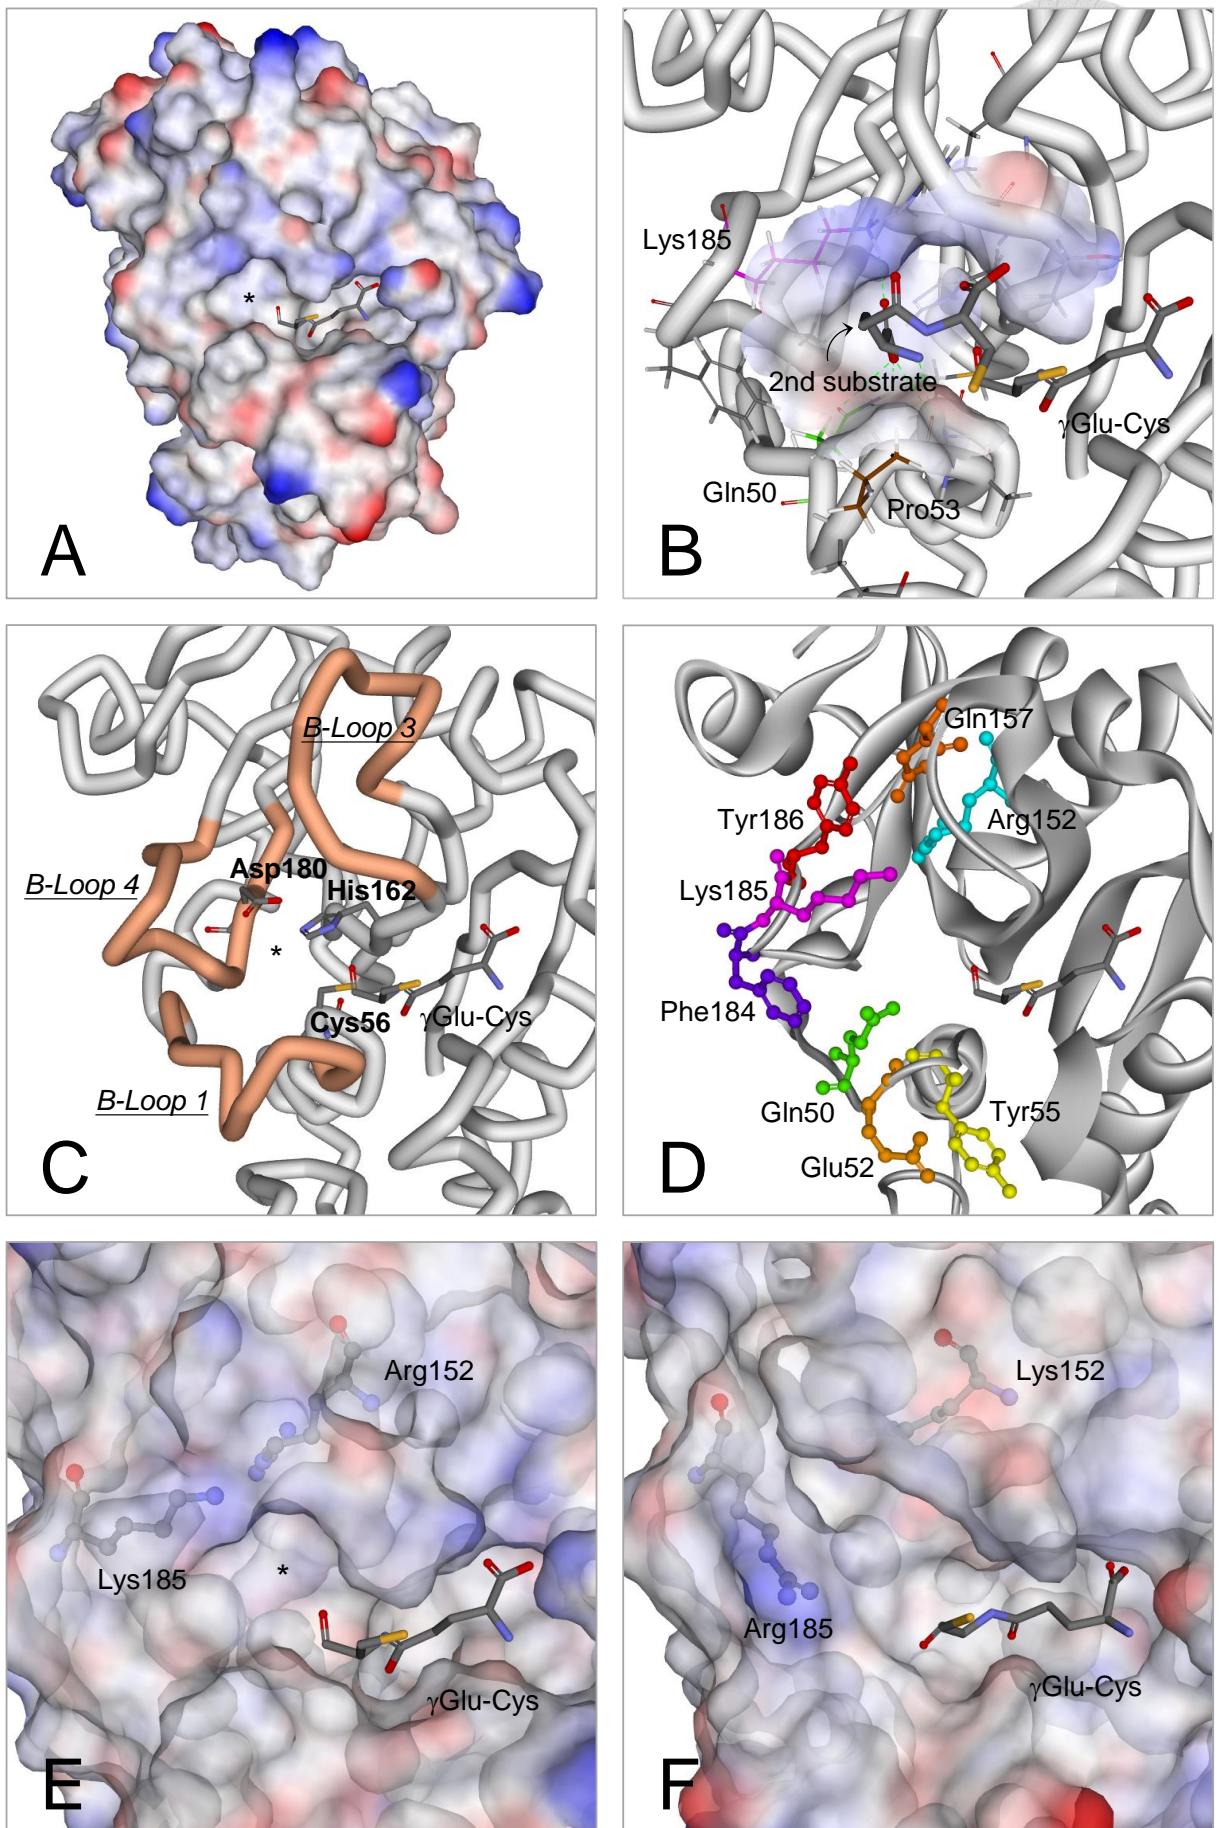 *
A
Lys185
2nd substrate
γGlu-Cys
Gln50
Pro53
B
B-Loop 3
Asp180
B-Loop 4
His162
*
Cys56
γGlu-Cys
B-Loop 1
C
Gln157
Tyr186
Arg152
Lys185
Phe184
Gln50
Tyr55
Glu52
D
Arg152
Lys185
*
γGlu-Cys
E
Lys152
Arg185
γGlu-Cys
F